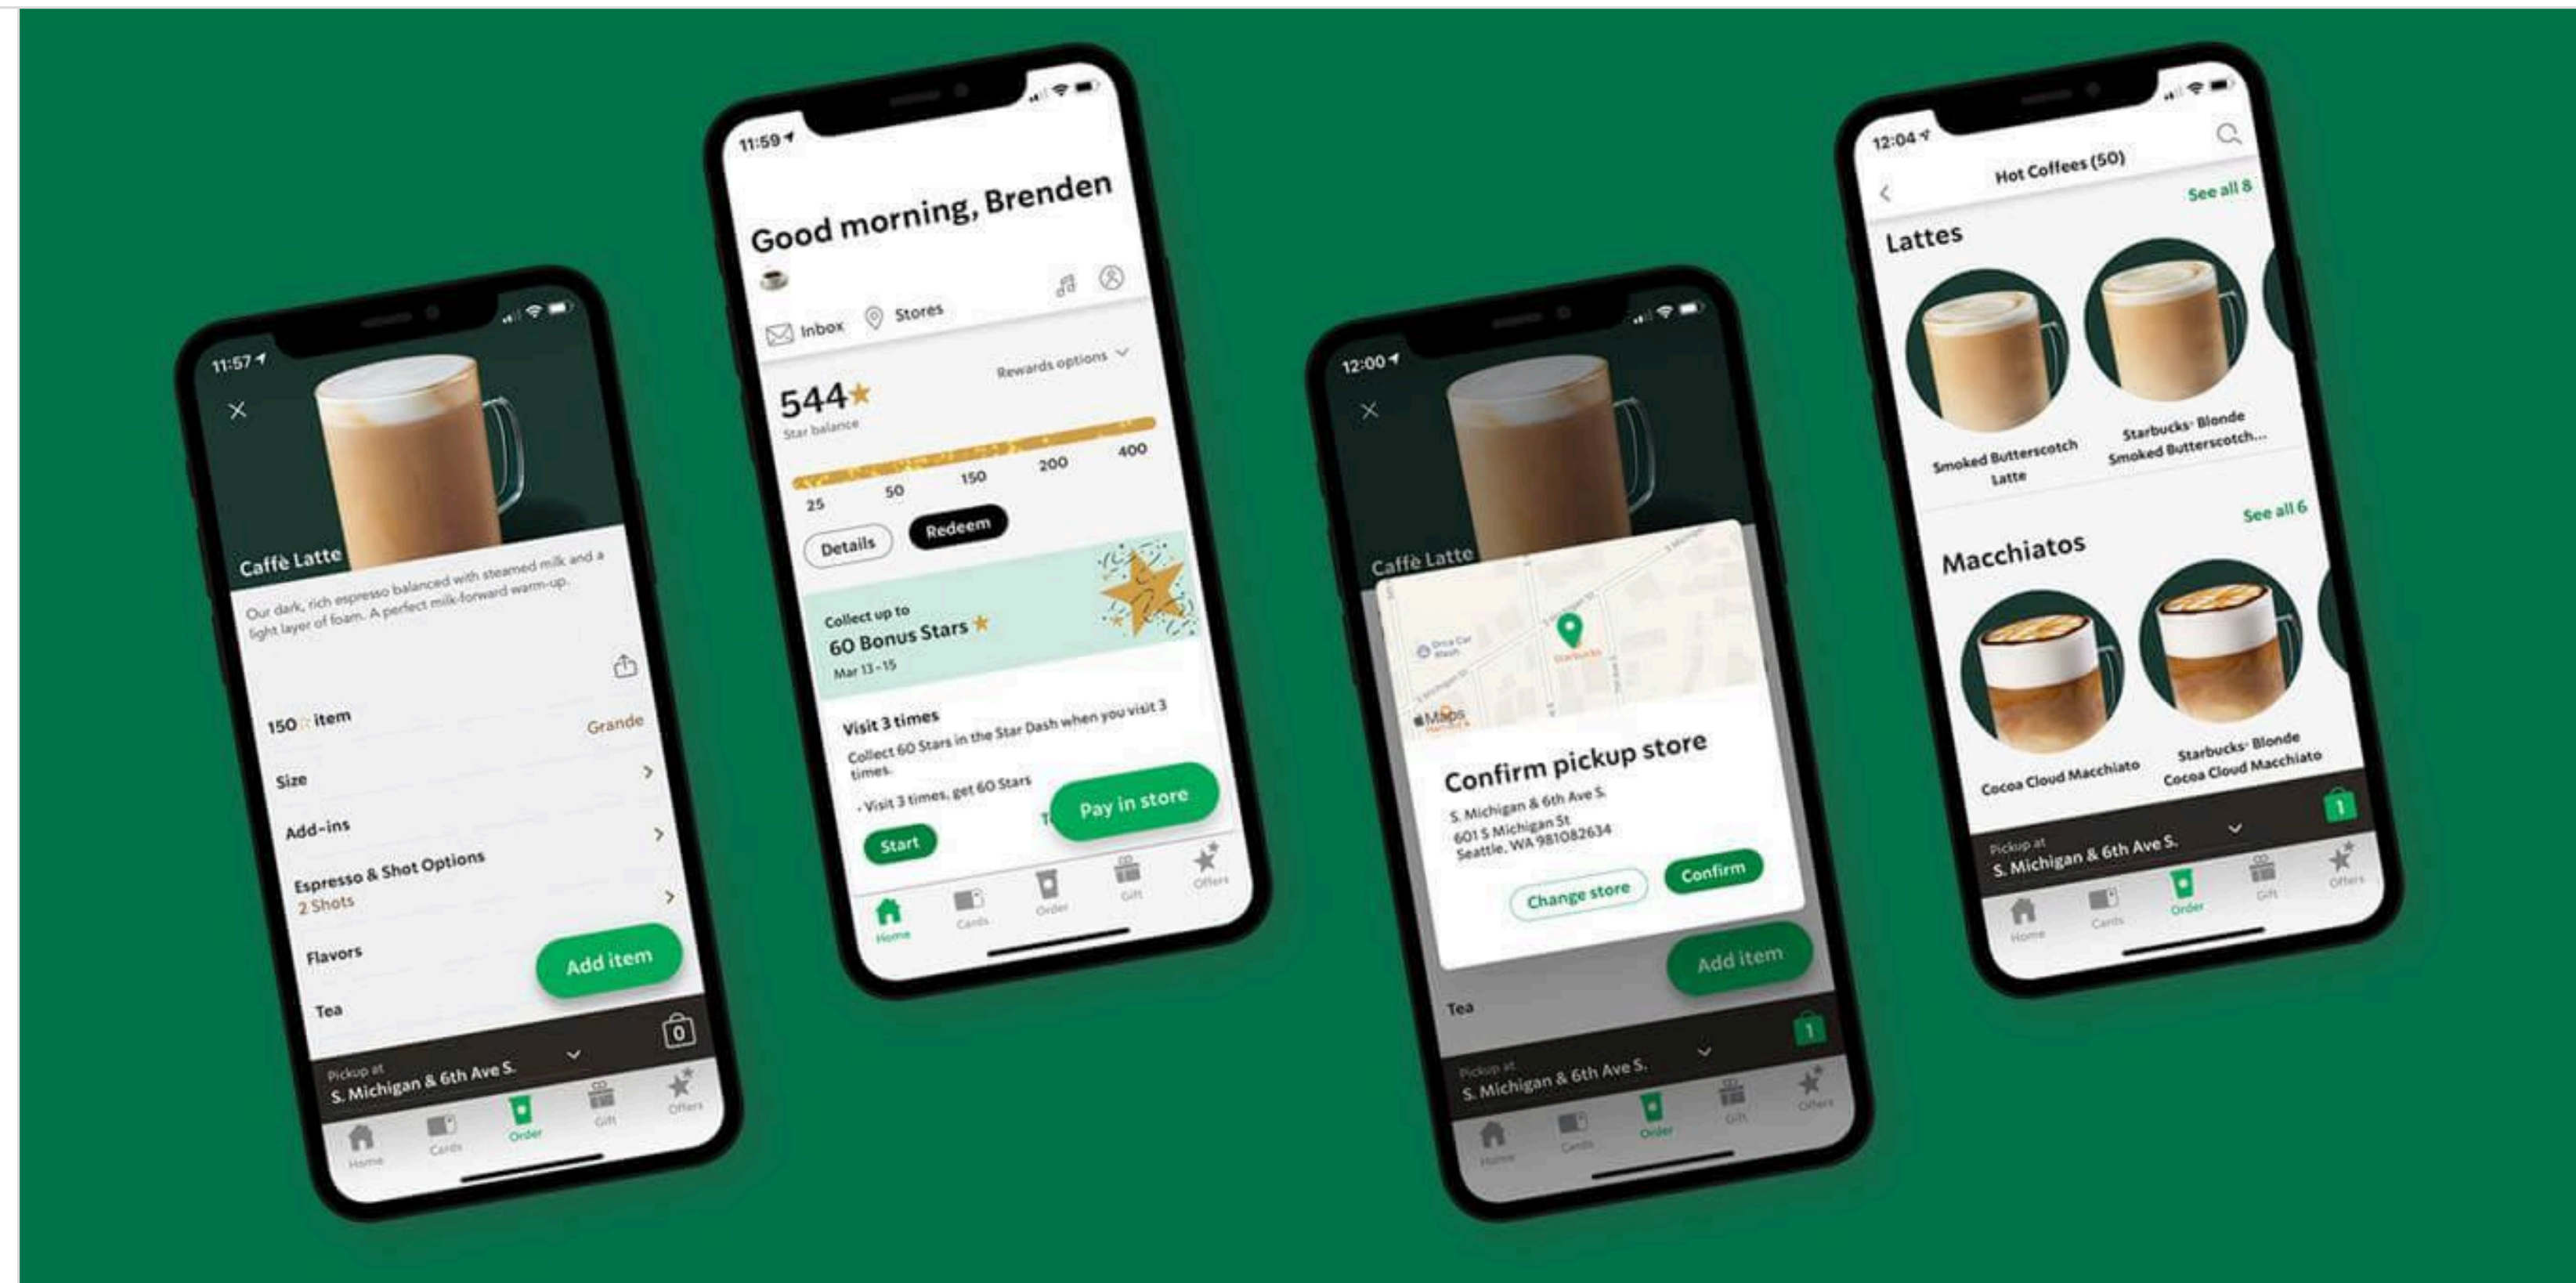 11:57
Caffè Latte
Our dark, rich espresso balanced with steamed milk and a
light layer of foam. A perfect milk-forward warm-up.
150☆ item
Size
Grande
Add-ins
Espresso & Shot Options
2 Shots
Flavors
Tea
Add item
Pickup at
S. Michigan & 6th Ave S.
0
Home
Cards
Order
Gift
Offers
11:59
Good morning, Brenden
Inbox
Stores
544★
Star balance
Rewards options
25
50
150
200
400
Details
Redeem
Collect up to
60 Bonus Stars
Mar 13-15
Visit 3 times
Collect 60 Stars in the Star Dash when you visit 3
times.
• Visit 3 times, get 60 Stars
Start
Pay in store
Home
Cards
Order
Gift
Offers
12:00
Caffè Latte
S Michigan St
S Michigan St
Orca Car
Wash
Starbucks
Maps
Confirm pickup store
S. Michigan & 6th Ave S.
601 S Michigan St
Seattle, WA 981082634
Change store
Confirm
Add item
Tea
Pickup at
S. Michigan & 6th Ave S.
1
Home
Cards
Order
Gift
Offers
12:04
Hot Coffees (50)
Lattes
See all 8
Smoked Butterscotch
Latte
Starbucks® Blonde
Smoked Butterscotch...
Macchiatos
See all 6
Cocoa Cloud Macchiato
Starbucks® Blonde
Cocoa Cloud Macchiato
Pickup at
S. Michigan & 6th Ave S.
1
Home
Cards
Order
Gift
Offers